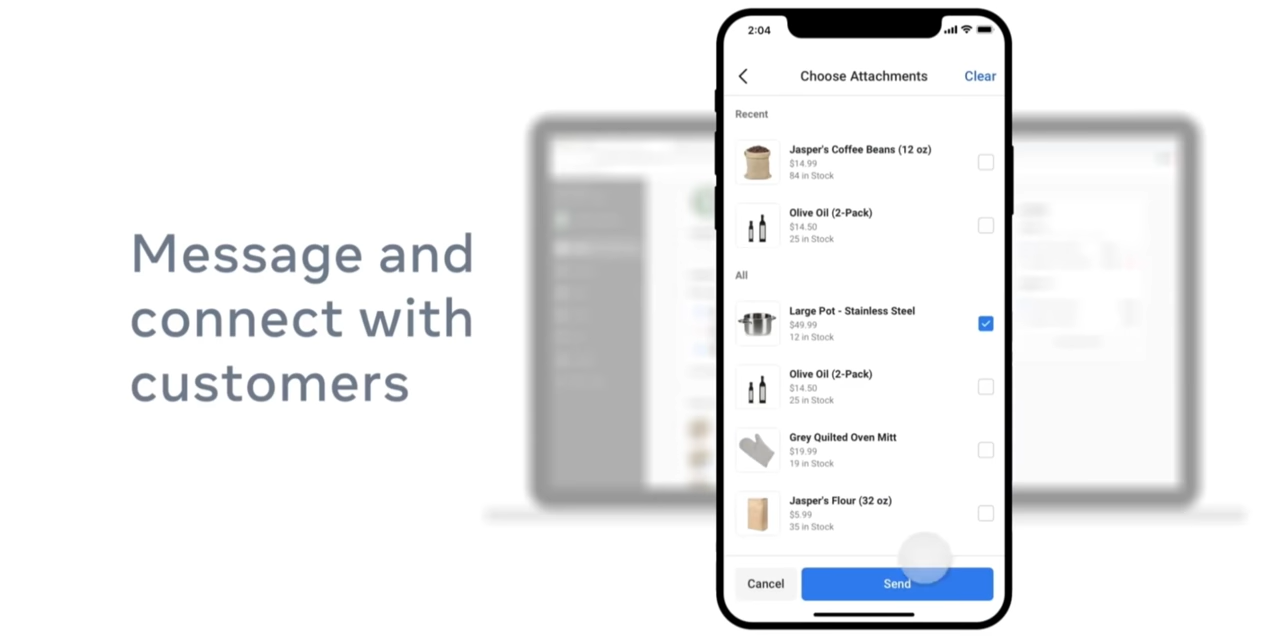 Message and
connect with
customers
2:04
Choose Attachments
Clear
Recent
Jasper's Coffee Beans (12 oz)
$14.99
84 in Stock
Olive Oil (2-Pack)
$14.50
25 in Stock
All
Large Pot - Stainless Steel
$49.99
12 in Stock
Olive Oil (2-Pack)
$14.50
25 in Stock
Grey Quilted Oven Mitt
$19.99
19 in Stock
Jasper's Flour (32 oz)
$5.99
35 in Stock
Cancel
Send